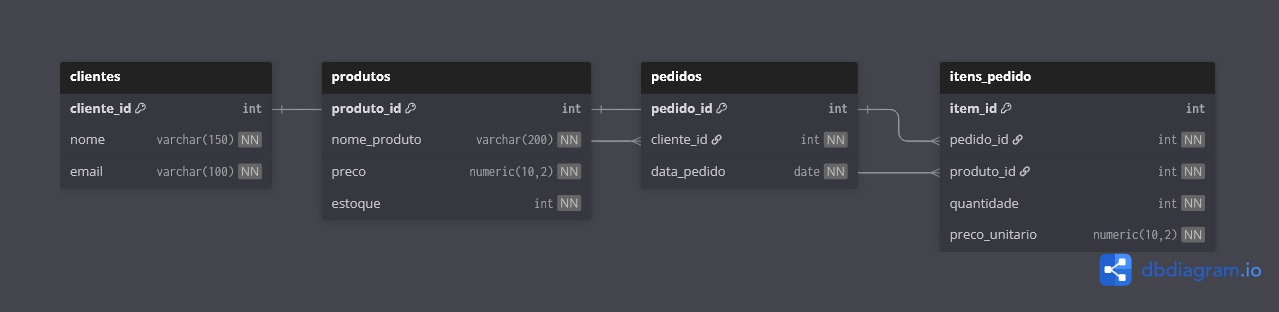 clientes
cliente_id int
nome varchar(150) NN
email varchar(100) NN
produtos
produto_id int
nome_produto varchar(200) NN
preco numeric(10,2) NN
estoque int NN
pedidos
pedido_id int
cliente_id int NN
data_pedido date NN
itens_pedido
item_id int
pedido_id int NN
produto_id int NN
quantidade int NN
preco_unitario numeric(10,2) NN
dbdiagram.io